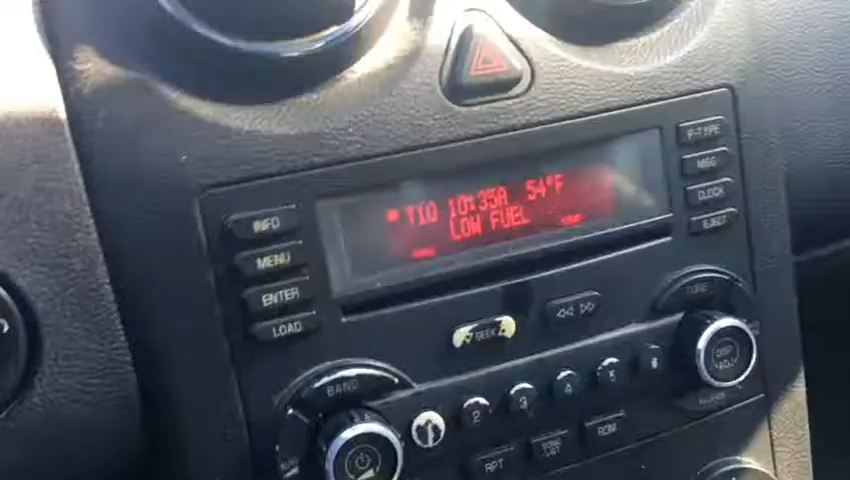 P-TYPE
MSG
CLOCK
EJECT
T10 10:35A 54°F
LOW FUEL
INFO
MENU
ENTER
LOAD
SEEK
TUNE
BAND
2
3
4
5
6
RPT
RDM